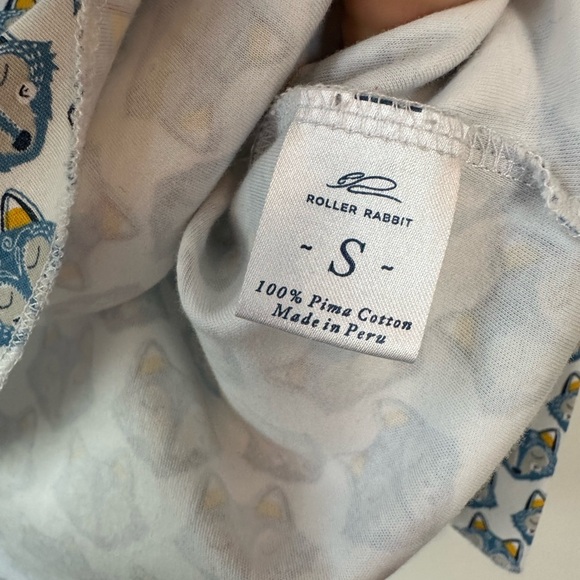 ROLLER RABBIT
- S -
100% Pima Cotton
Made in Peru